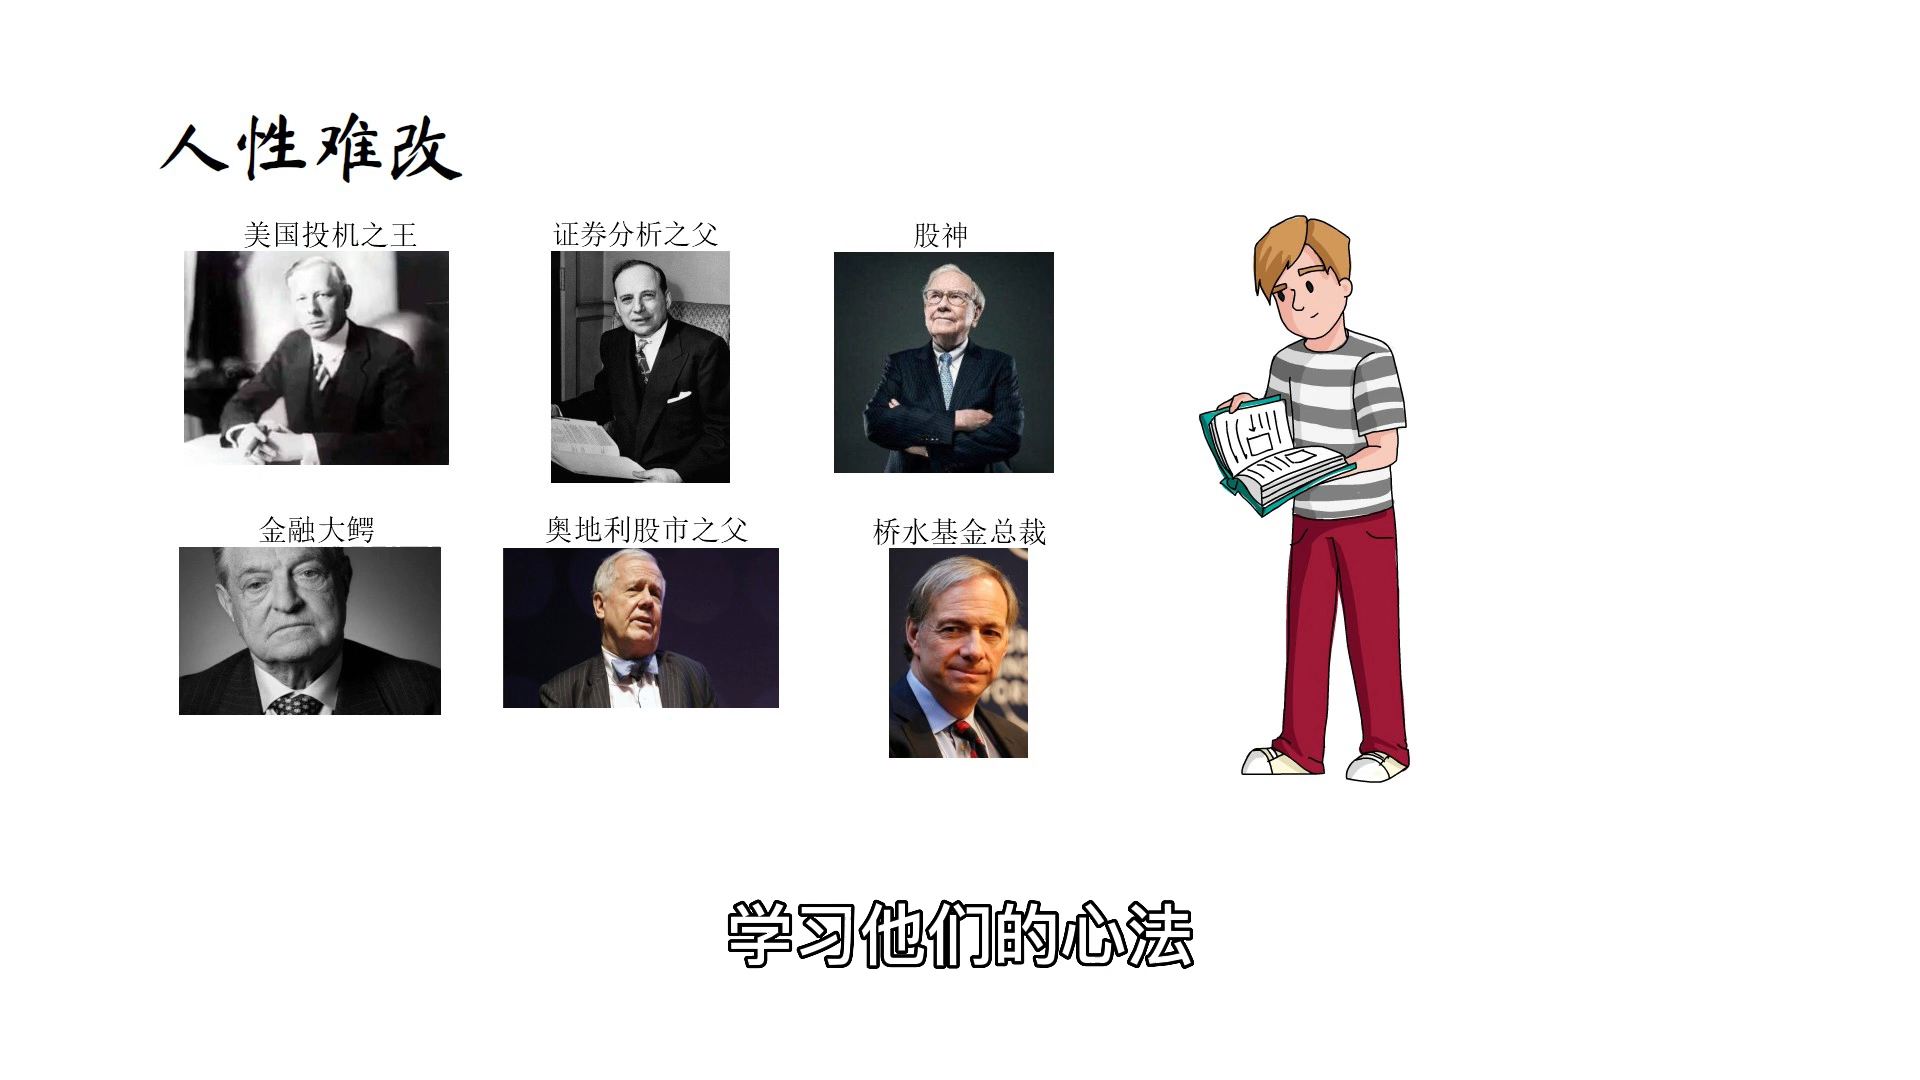 人性难改
美国投机之王
证券分析之父
股神
金融大鳄
奥地利股市之父
桥水基金总裁
学习他们的心法